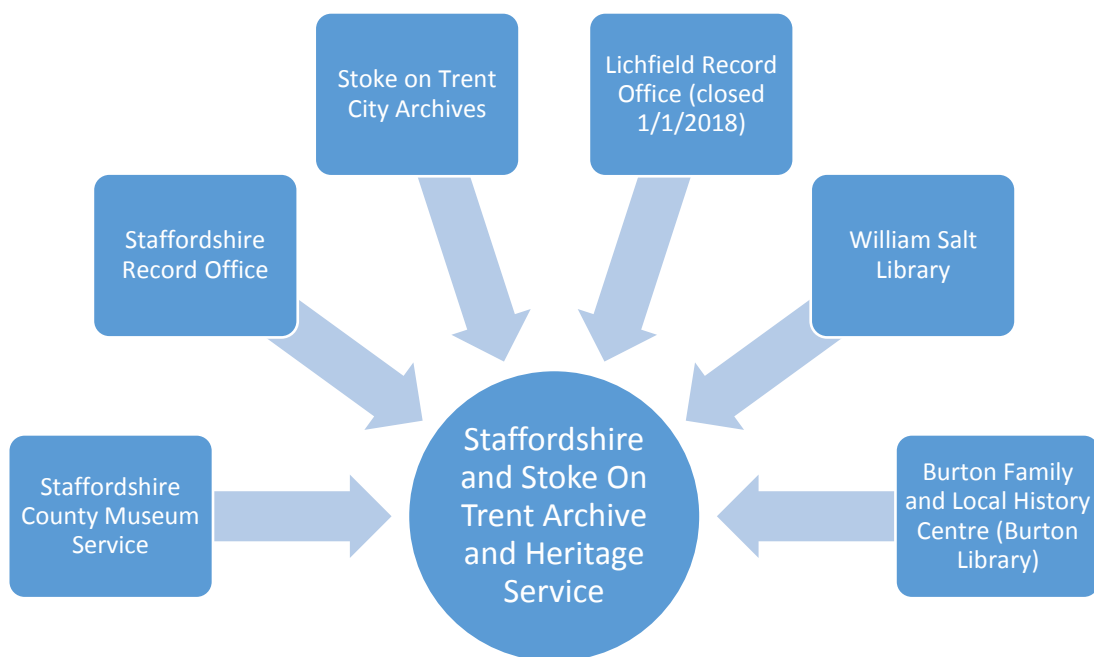 Stoke on Trent
City Archives
Lichfield Record
Office (closed
1/1/2018)
Staffordshire
Record Office
William Salt
Library
Staffordshire
County Museum
Service
Staffordshire
and Stoke On
Trent Archive
and Heritage
Service
Burton Family
and Local History
Centre (Burton
Library)